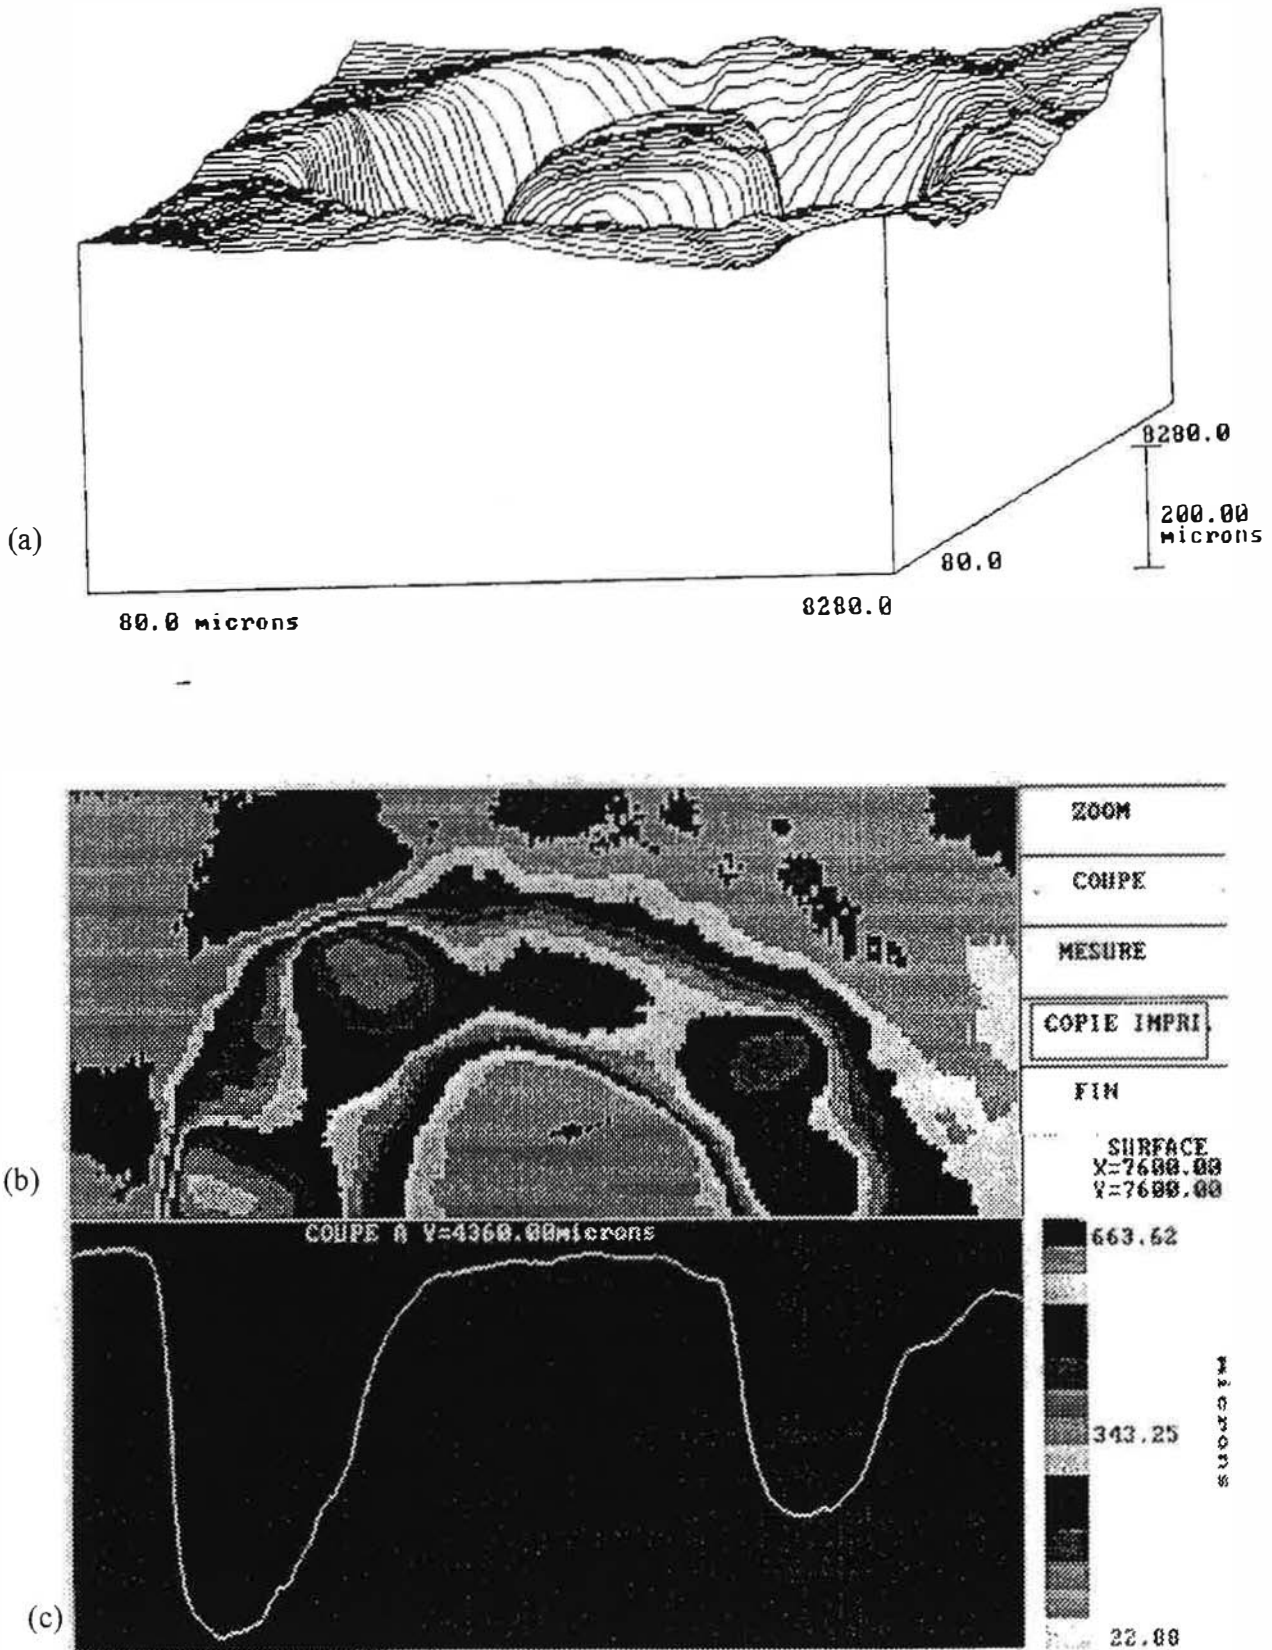 8280.0
(a)
200.00
microns
80.0
8280.0
80.0 microns
ZOOM
COUPE
MESURE
COPIE IMPRI.
FIN
(b)
SURFACE
X=7600.00
Y=7600.00
COUPE A Y=4360.00microns
663.62
microns
343.25
(c)
22.88